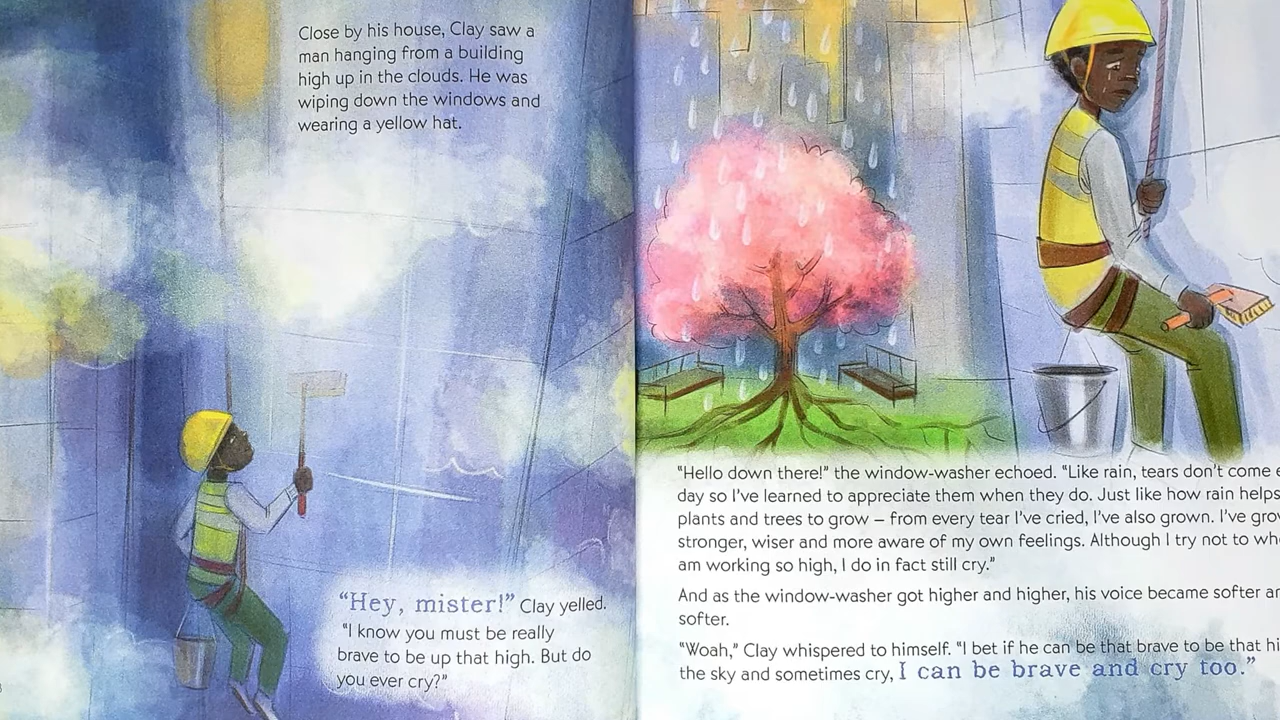 Close by his house, Clay saw a
man hanging from a building
high up in the clouds. He was
wiping down the windows and
wearing a yellow hat.
"Hey, mister!" Clay yelled.
"I know you must be really
brave to be up that high. But do
you ever cry?"
"Hello down there!" the window-washer echoed. "Like rain, tears don't come
day so I've learned to appreciate them when they do. Just like how rain helps
plants and trees to grow – from every tear I've cried, I've also grown. I've
stronger, wiser and more aware of my own feelings. Although I try not to
am working so high, I do in fact still cry."
And as the window-washer got higher and higher, his voice became softer
softer.
"Woah," Clay whispered to himself. "I bet if he can be that brave to be that
the sky and sometimes cry, I can be brave and cry too."